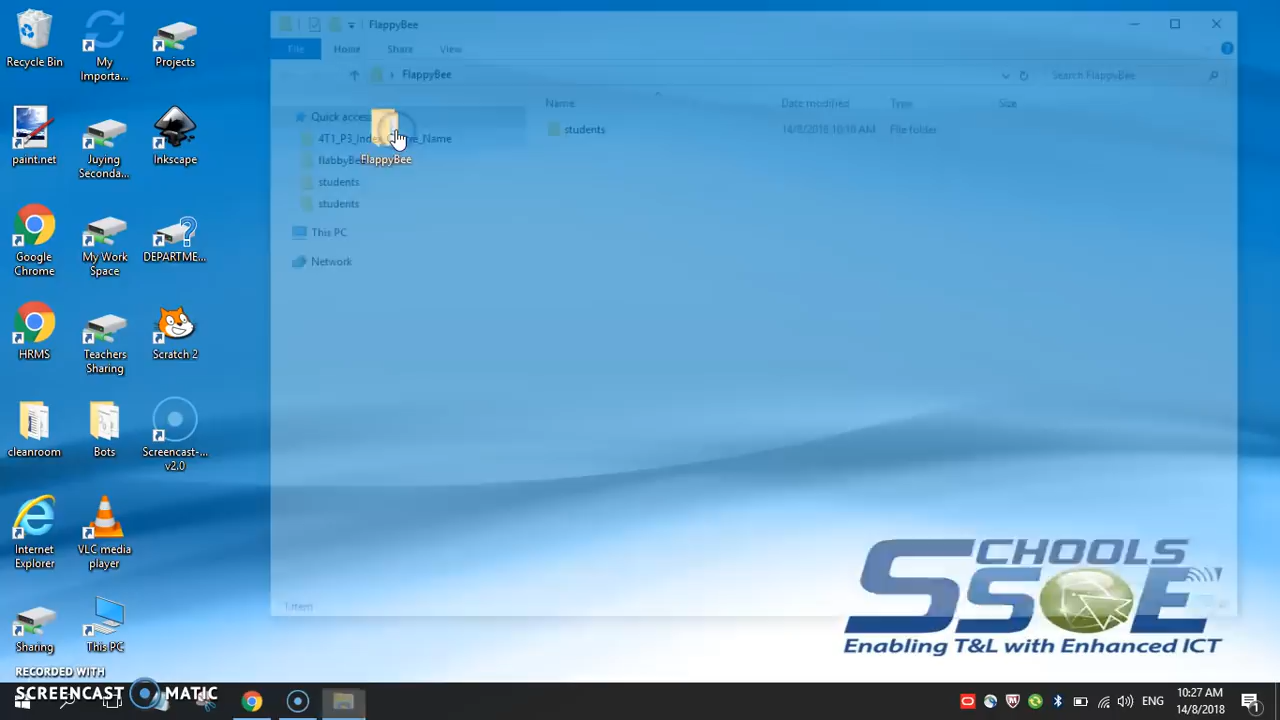 FlappyBee
File Home Share View
FlappyBee
Search FlappyBee
Name Date modified Type Size
students 14/8/2018 10:10 AM File folder
Quick access
4T1_P3_Index
_Name
students
students
This PC
Network
1 item
FlappyBee
Recycle Bin
My
Importa...
Projects
paint.net
Juying
Seconda...
Inkscape
Google
Chrome
My Work
Space
DEPARTME...
HRMS
Teachers
Sharing
Scratch 2
cleanroom
Bots
Screencast-...
v2.0
Internet
Explorer
VLC media
player
Sharing
This PC
SCHOOLS
SSOE
Enabling T&L with Enhanced ICT
RECORDED WITH
SCREENCAST MATIC
ENG
10:27 AM
14/8/2018
1